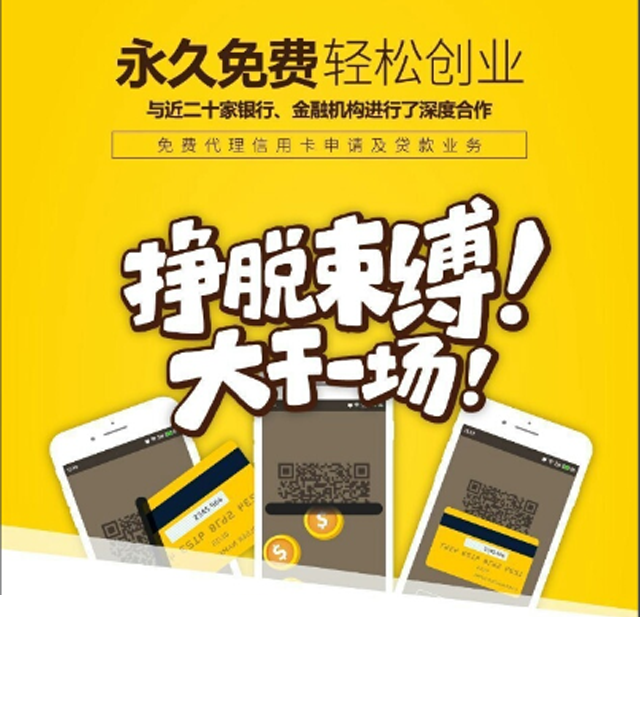 永久免费轻松创业
与近二十家银行、金融机构进行了深度合作
免费代理信用卡申请及贷款业务
挣脱束缚!
大干一场!